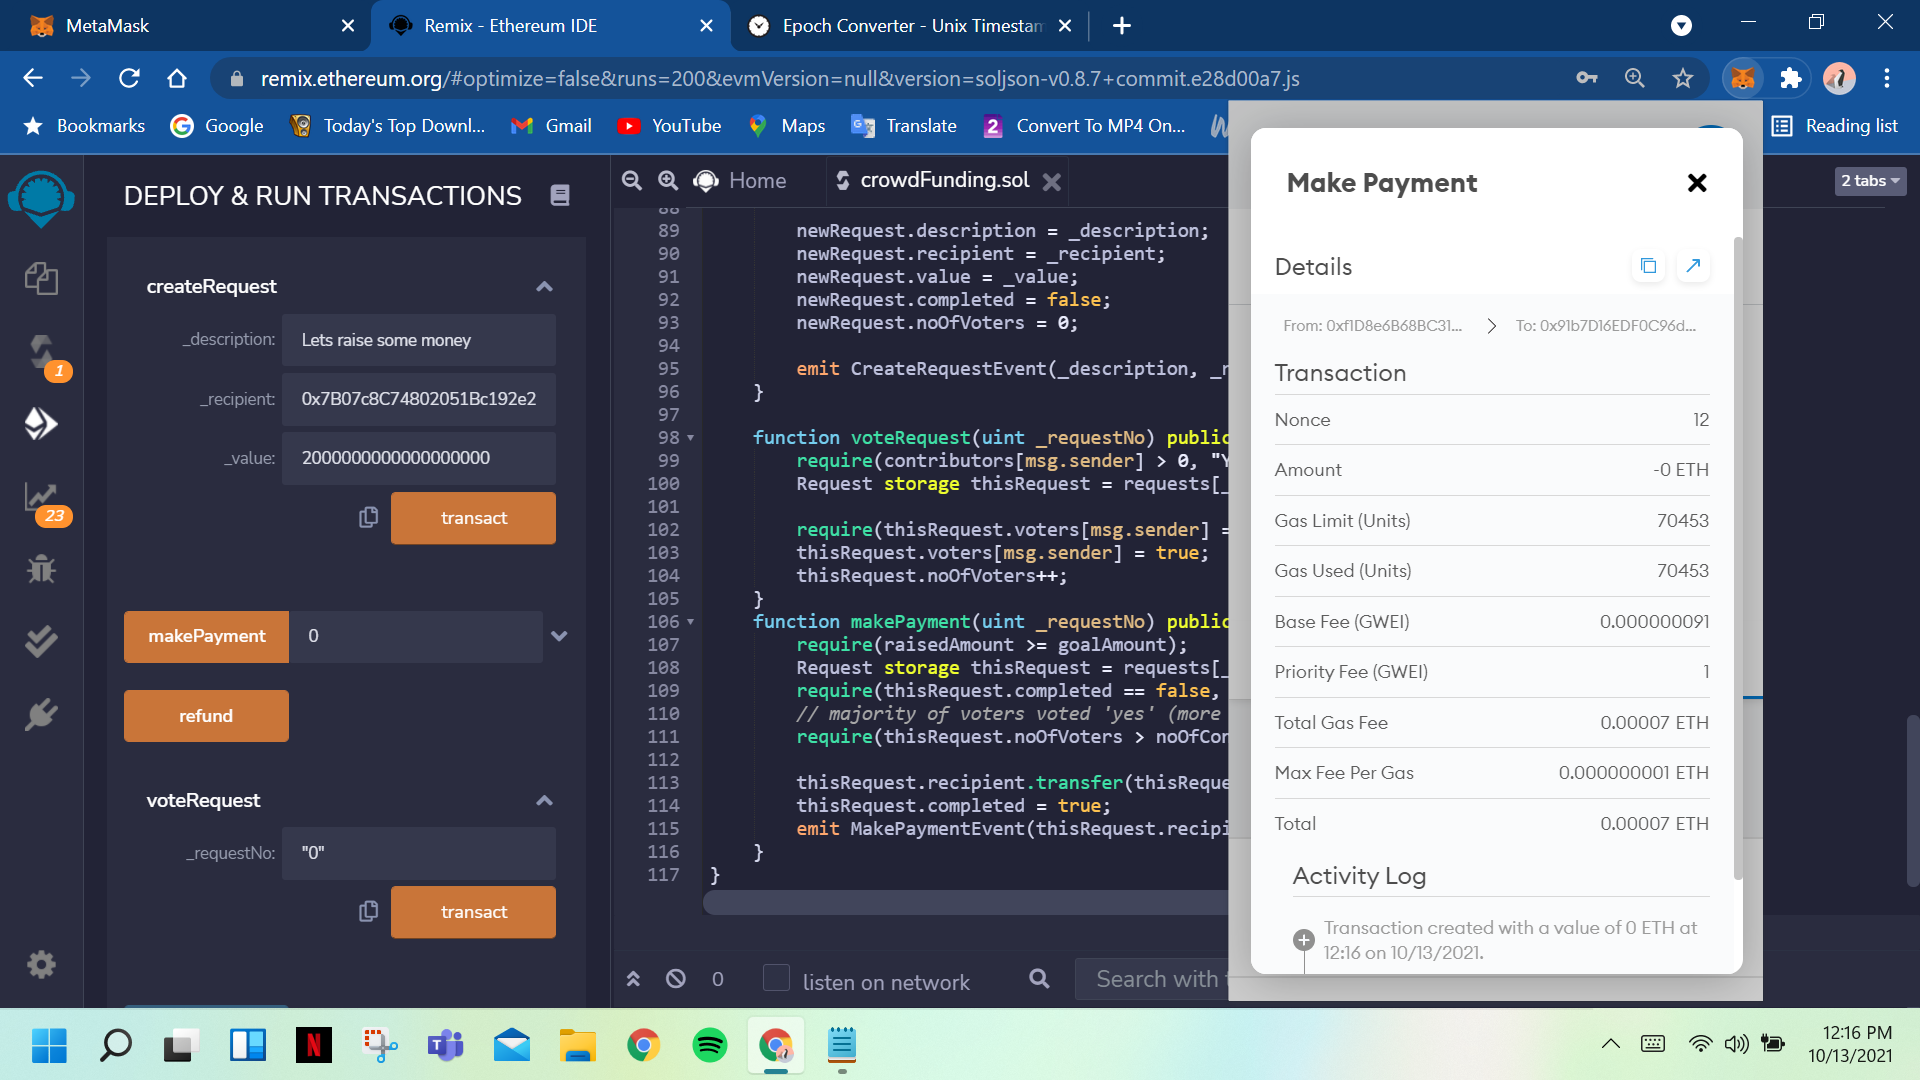 MetaMask
Remix - Ethereum IDE
Epoch Converter - Unix Timestam
remix.ethereum.org/#optimize=false&runs=200&evmVersion=null&version=soljson-v0.8.7+commit.e28d00a7.js
Bookmarks
Google
Today's Top Downl...
Gmail
YouTube
Maps
Translate
Convert To MP4 On...
Reading list
DEPLOY & RUN TRANSACTIONS
createRequest
_description: Lets raise some money
_recipient: 0x7B07c8C74802051Bc192e2
_value: 2000000000000000000
transact
makePayment 0
refund
voteRequest
_requestNo: "0"
transact
1
23
Home
crowdFunding.sol
2 tabs
88
89 newRequest.description = _description;
90 newRequest.recipient = _recipient;
91 newRequest.value = _value;
92 newRequest.completed = false;
93 newRequest.noOfVoters = 0;
94
95 emit CreateRequestEvent(_description, _r
96 }
97
98 function voteRequest(uint _requestNo) public
99 require(contributors[msg.sender] > 0, "Y
100 Request storage thisRequest = requests[_
101
102 require(thisRequest.voters[msg.sender] =
103 thisRequest.voters[msg.sender] = true;
104 thisRequest.noOfVoters++;
105 }
106 function makePayment(uint _requestNo) public
107 require(raisedAmount >= goalAmount);
108 Request storage thisRequest = requests[_
109 require(thisRequest.completed == false,
110 // majority of voters voted 'yes' (more
111 require(thisRequest.noOfVoters > noOfCon
112
113 thisRequest.recipient.transfer(thisReque
114 thisRequest.completed = true;
115 emit MakePaymentEvent(thisRequest.recipi
116 }
117 }
0
listen on network
Search with t
Make Payment
Details
From: 0xf1D8e6B68BC31...
To: 0x91b7D16EDF0C96d...
Transaction
Nonce 12
Amount -0 ETH
Gas Limit (Units) 70453
Gas Used (Units) 70453
Base Fee (GWEI) 0.000000091
Priority Fee (GWEI) 1
Total Gas Fee 0.00007 ETH
Max Fee Per Gas 0.000000001 ETH
Total 0.00007 ETH
Activity Log
Transaction created with a value of 0 ETH at
12:16 on 10/13/2021.
12:16 PM
10/13/2021